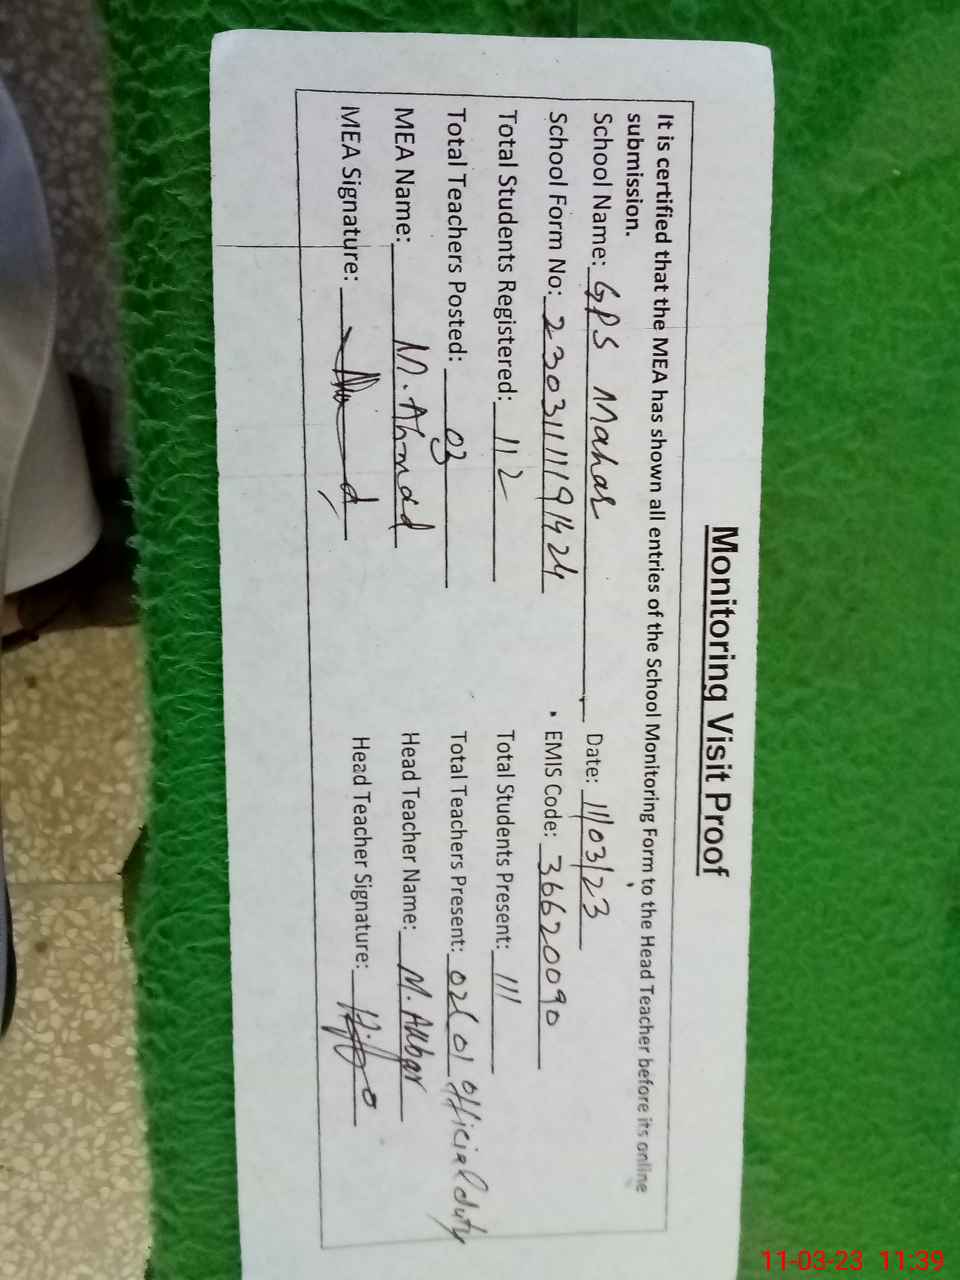 Monitoring Visit Proof
It is certified that the MEA has shown all entries of the School Monitoring Form to the Head Teacher before its online
submission.
School Name: GPS Mahar Date: 11/03/23
School Form No: 2303111191424 EMIS Code: 36620090
Total Students Registered: 112 Total Students Present: 111
Total Teachers Posted: 03 Total Teachers Present: 02(01 official duty
MEA Name: M. Ahmad Head Teacher Name: M. Akbar
MEA Signature: Head Teacher Signature:
11-03-23 11:39